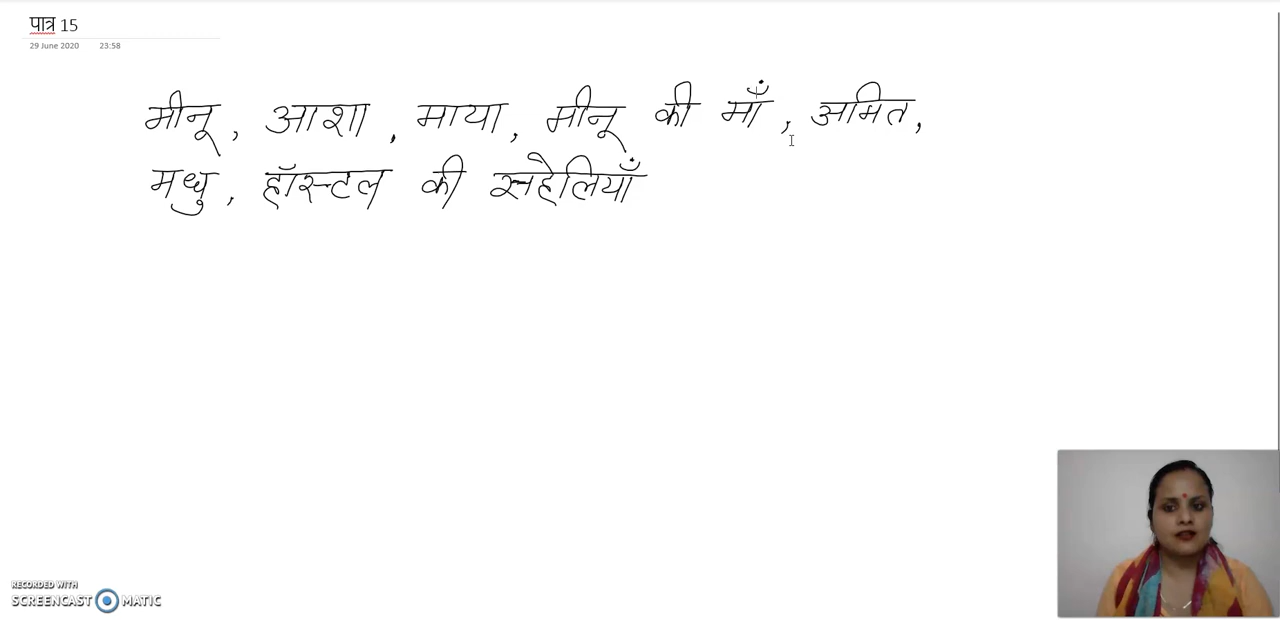 पात्र 15
29 June 2020 23:58
मीनू, आशा, माया, मीनू की माँ, अमित,
मधु, हॉस्टल की सहेलियाँ
RECORDED WITH
SCREENCAST MATIC